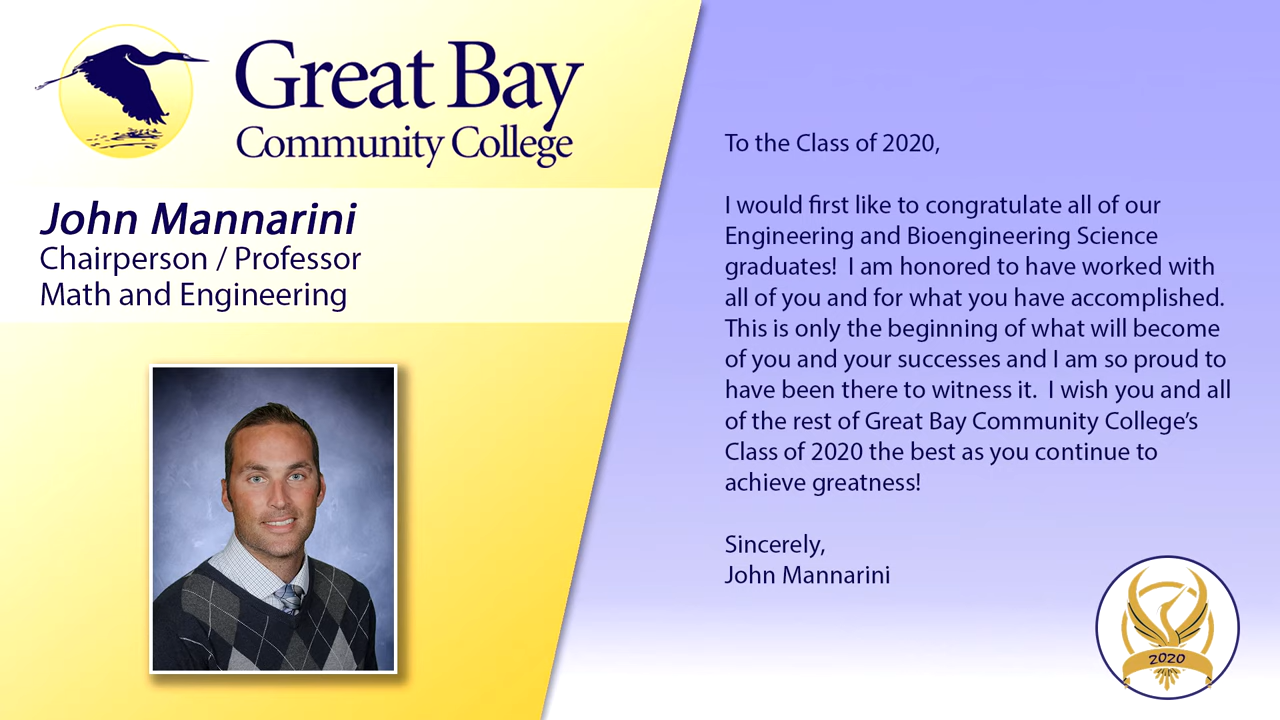 Great Bay
Community College
John Mannarini
Chairperson / Professor
Math and Engineering
To the Class of 2020,
I would first like to congratulate all of our
Engineering and Bioengineering Science
graduates!  I am honored to have worked with
all of you and for what you have accomplished.
This is only the beginning of what will become
of you and your successes and I am so proud to
have been there to witness it.  I wish you and all
of the rest of Great Bay Community College’s
Class of 2020 the best as you continue to
achieve greatness!
Sincerely,
John Mannarini
2020